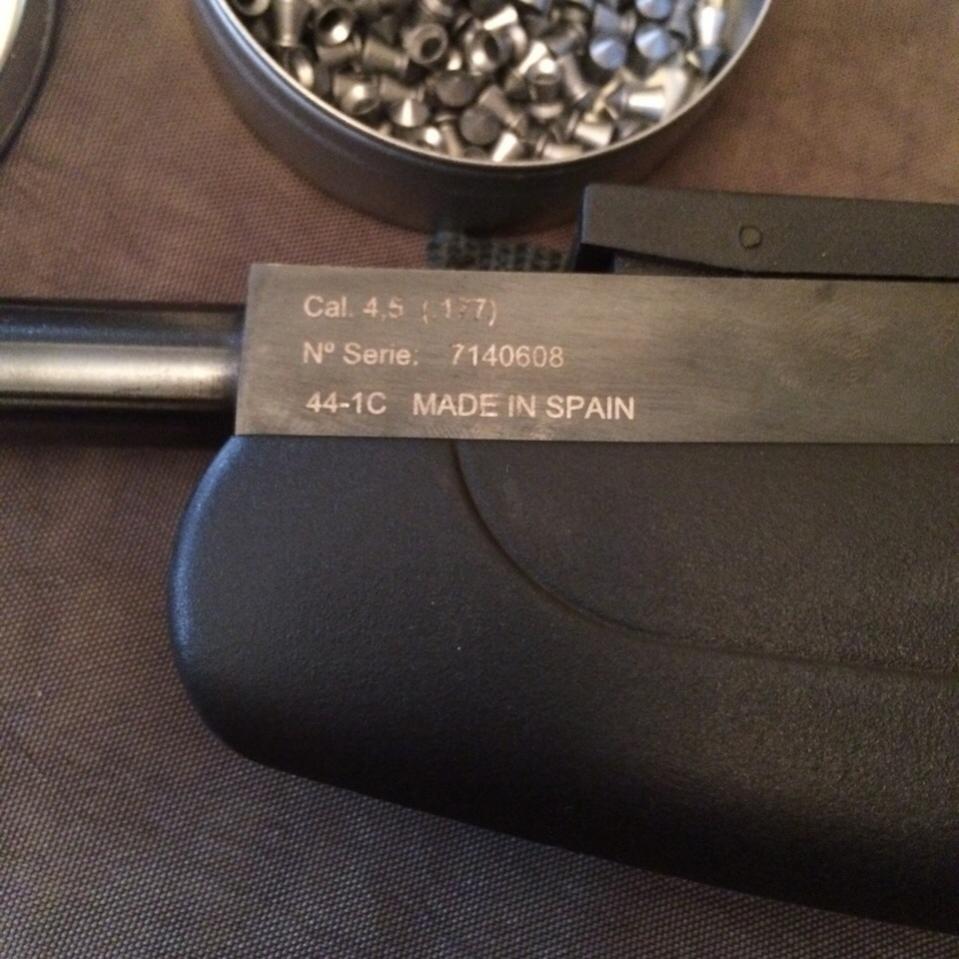 Cal. 4,5 (.177)
Nº Serie: 7140608
44-1C MADE IN SPAIN